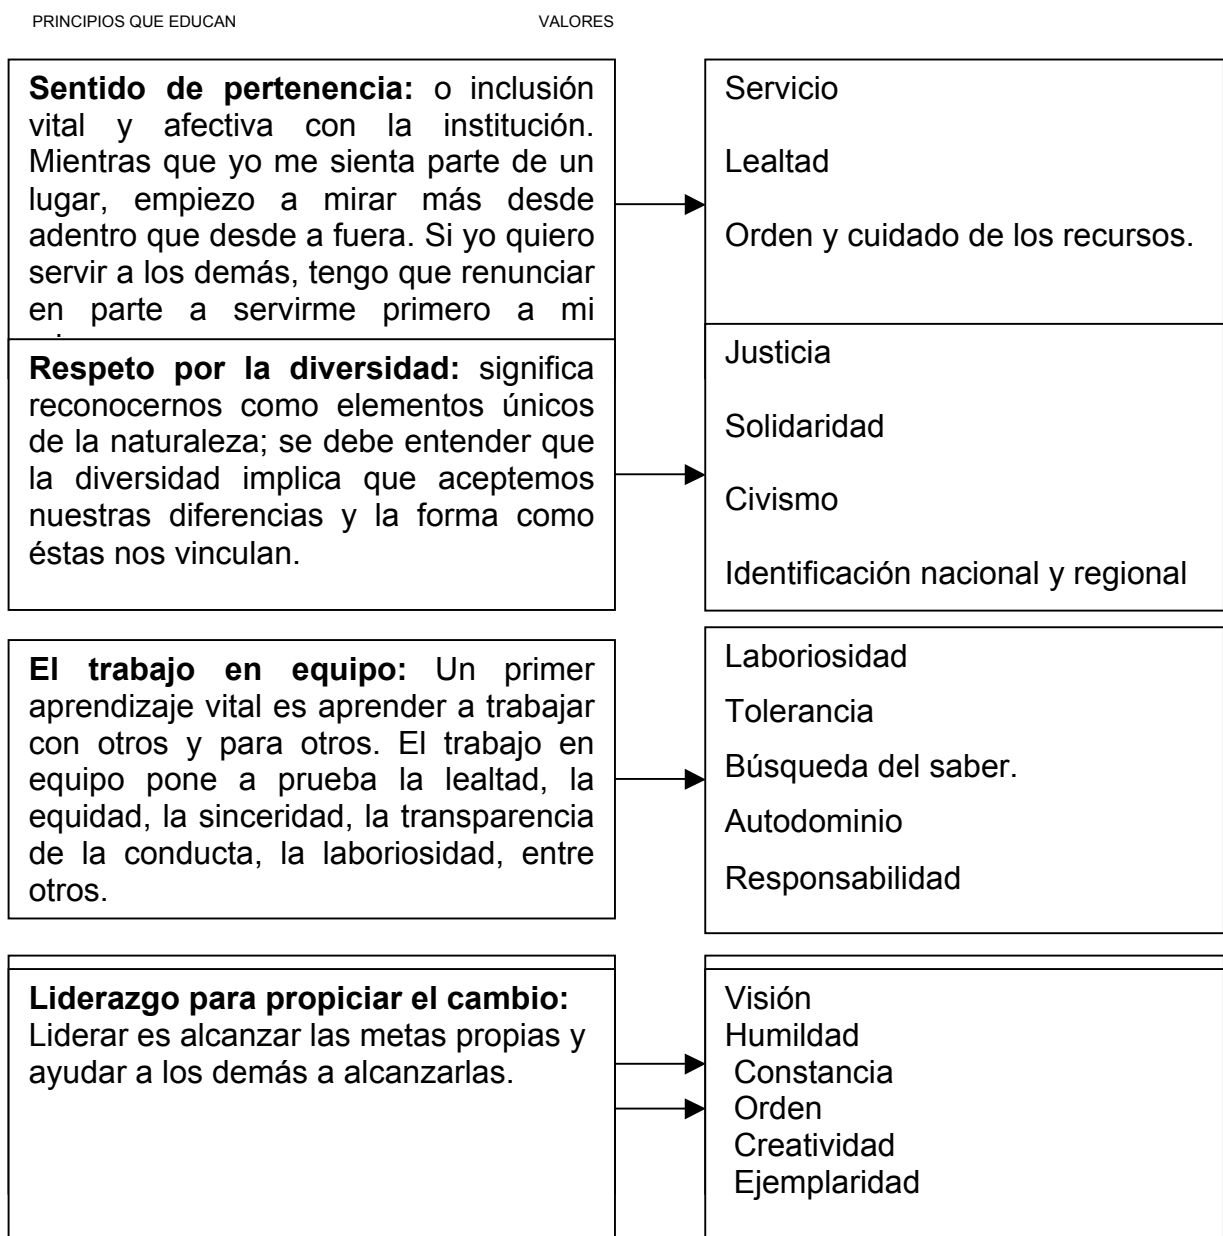 PRINCIPIOS QUE EDUCAN VALORES
Sentido de pertenencia: o inclusión
vital y afectiva con la institución.
Mientras que yo me sienta parte de un
lugar, empiezo a mirar más desde
adentro que desde a fuera. Si yo quiero
servir a los demás, tengo que renunciar
en parte a servirme primero a mi
Servicio
Lealtad
Orden y cuidado de los recursos.
Respeto por la diversidad: significa
reconocernos como elementos únicos
de la naturaleza; se debe entender que
la diversidad implica que aceptemos
nuestras diferencias y la forma como
éstas nos vinculan.
Justicia
Solidaridad
Civismo
Identificación nacional y regional
El trabajo en equipo: Un primer
aprendizaje vital es aprender a trabajar
con otros y para otros. El trabajo en
equipo pone a prueba la lealtad, la
equidad, la sinceridad, la transparencia
de la conducta, la laboriosidad, entre
otros.
Laboriosidad
Tolerancia
Búsqueda del saber.
Autodominio
Responsabilidad
Liderazgo para propiciar el cambio:
Liderar es alcanzar las metas propias y
ayudar a los demás a alcanzarlas.
Visión
Humildad
Constancia
Orden
Creatividad
Ejemplaridad